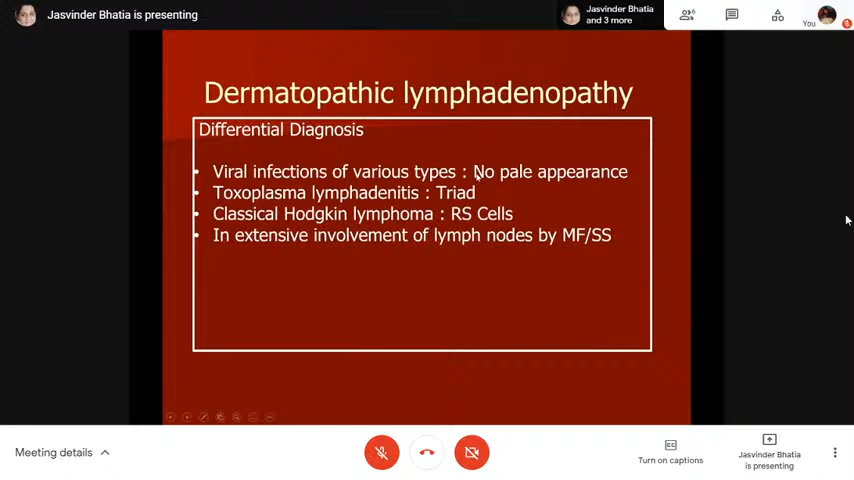 Jasvinder Bhatia is presenting
Jasvinder Bhatia
and 3 more
6
You
Dermatopathic lymphadenopathy
Differential Diagnosis
• Viral infections of various types : No pale appearance
• Toxoplasma lymphadenitis : Triad
• Classical Hodgkin lymphoma : RS Cells
• In extensive involvement of lymph nodes by MF/SS
Meeting details
Turn on captions
Jasvinder Bhatia
is presenting